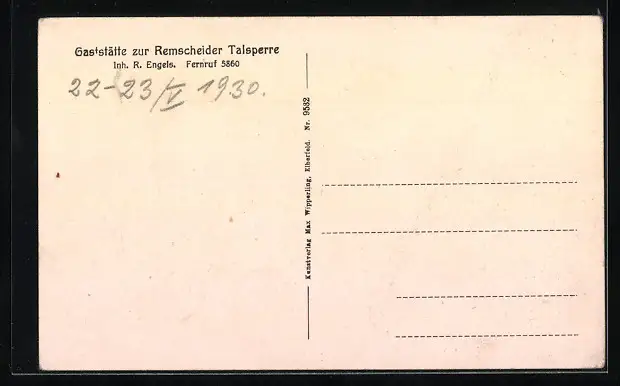 Gaststätte zur Remscheider Talsperre
Inh. R. Engels. Fernruf 5860
22-23/V 1930.
Kunstverlag Max Wipperling, Elberfeld. Nr. 9582